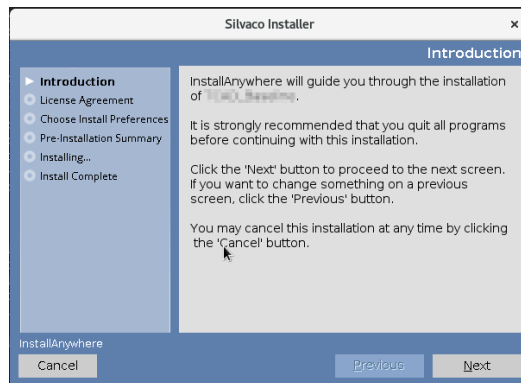 Silvaco Installer
×
Introduction
Introduction
License Agreement
Choose Install Preferences
Pre-Installation Summary
Installing...
Install Complete
InstallAnywhere will guide you through the installation
of
It is strongly recommended that you quit all programs
before continuing with this installation.
Click the 'Next' button to proceed to the next screen.
If you want to change something on a previous
screen, click the 'Previous' button.
You may cancel this installation at any time by clicking
the 'Cancel' button.
InstallAnywhere
Cancel
Previous
Next